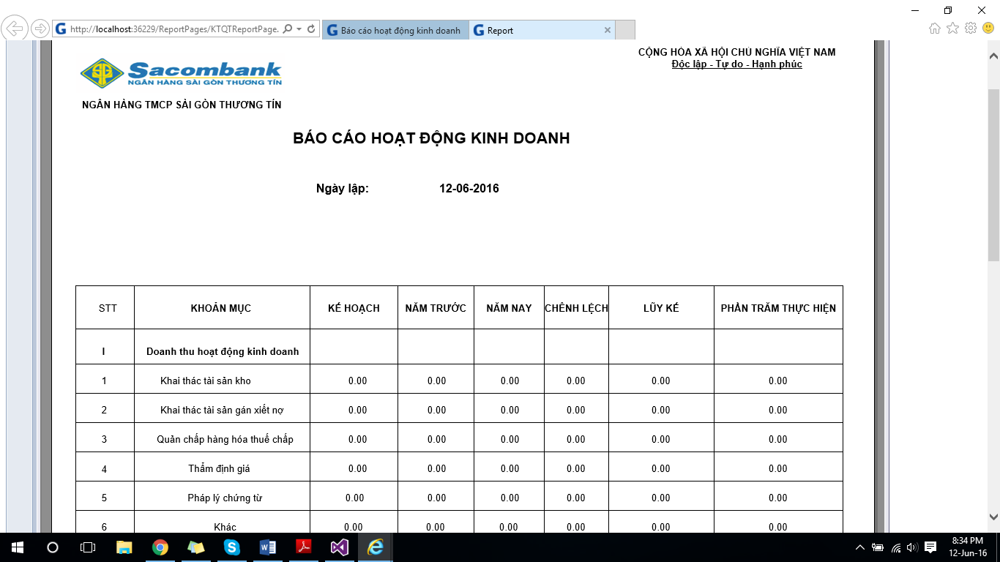 http://localhost:36229/ReportPages/KTQTReportPage.
Báo cáo hoạt động kinh doanh
Report
Sacombank
NGÂN HÀNG SÀI GÒN THƯƠNG TÍN
CỘNG HÒA XÃ HỘI CHỦ NGHĨA VIỆT NAM
Độc lập - Tự do - Hạnh phúc
NGÂN HÀNG TMCP SÀI GÒN THƯƠNG TÍN
BÁO CÁO HOẠT ĐỘNG KINH DOANH
Ngày lập: 12-06-2016
STT KHOẢN MỤC KẾ HOẠCH NĂM TRƯỚC NĂM NAY CHÊNH LỆCH LŨY KẾ PHẦN TRĂM THỰC HIỆN
I Doanh thu hoạt động kinh doanh
1 Khai thác tài sản kho 0.00 0.00 0.00 0.00 0.00 0.00
2 Khai thác tài sản gán xiết nợ 0.00 0.00 0.00 0.00 0.00 0.00
3 Quản chấp hàng hóa thuế chấp 0.00 0.00 0.00 0.00 0.00 0.00
4 Thẩm định giá 0.00 0.00 0.00 0.00 0.00 0.00
5 Pháp lý chứng từ 0.00 0.00 0.00 0.00 0.00 0.00
6 Khác 0.00 0.00 0.00 0.00 0.00 0.00
8:34 PM
12-Jun-16